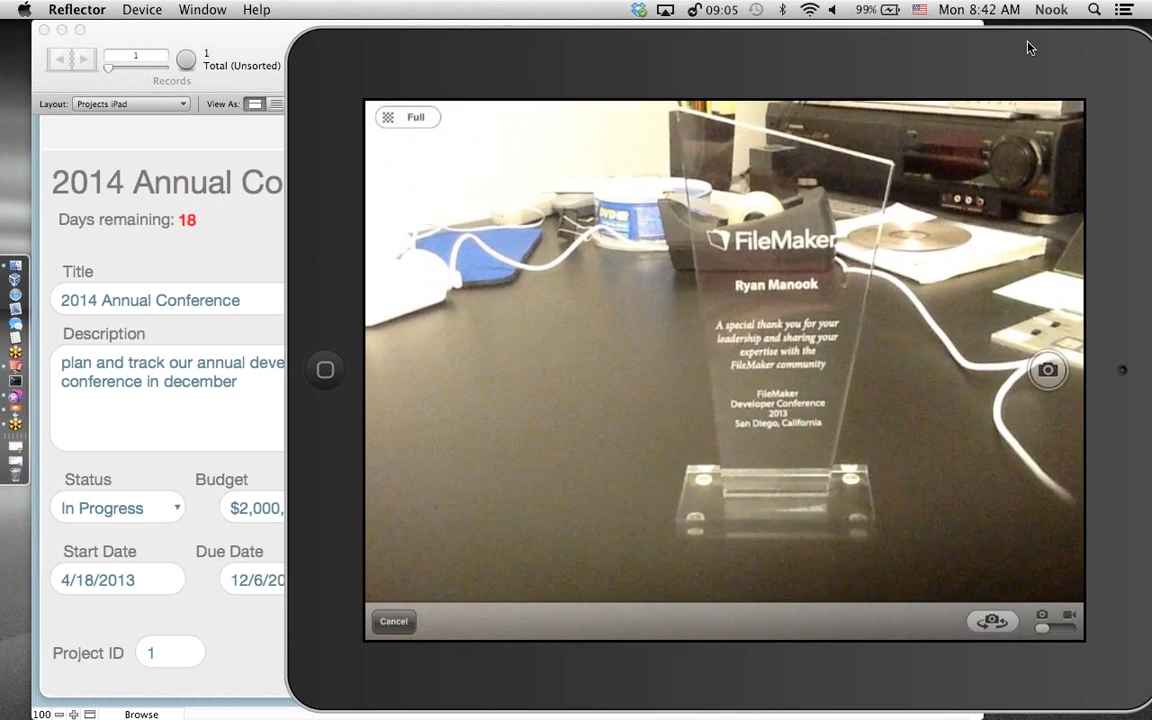 Reflector Device Window Help
09:05 99% Mon 8:42 AM Nook
1
1
Total (Unsorted)
Records
Layout: Projects iPad View As:
2014 Annual Co
Days remaining: 18
Title
2014 Annual Conference
Description
plan and track our annual deve
conference in december
Status Budget
In Progress $2,000,
Start Date Due Date
4/18/2013 12/6/20
Project ID 1
100 Browse
Full
DVD-R
FileMaker
Ryan Manook
A special thank you for your
leadership and sharing your
expertise with the
FileMaker community
FileMaker
Developer Conference
2013
San Diego, California
Cancel